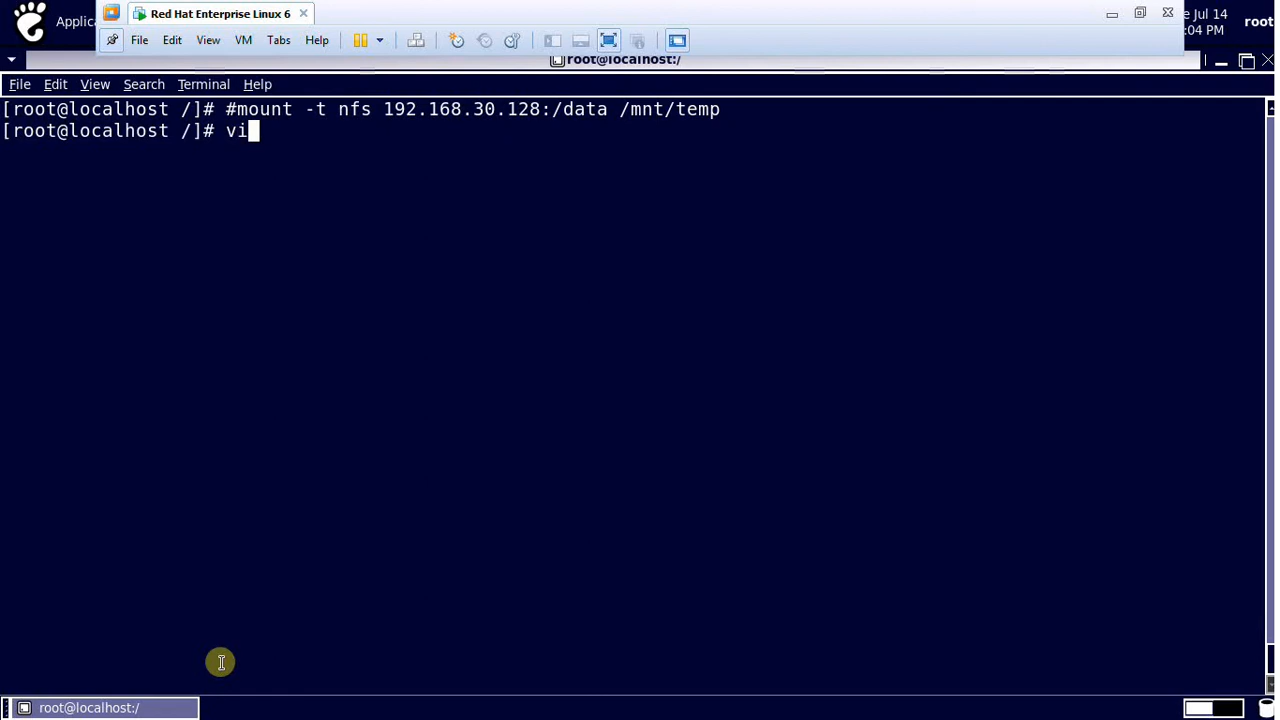 Red Hat Enterprise Linux 6
Applica
e Jul 14
:04 PM
root
File Edit View VM Tabs Help
root@localhost:/
File Edit View Search Terminal Help
[root@localhost /]# #mount -t nfs 192.168.30.128:/data /mnt/temp
[root@localhost /]# vi
root@localhost:/